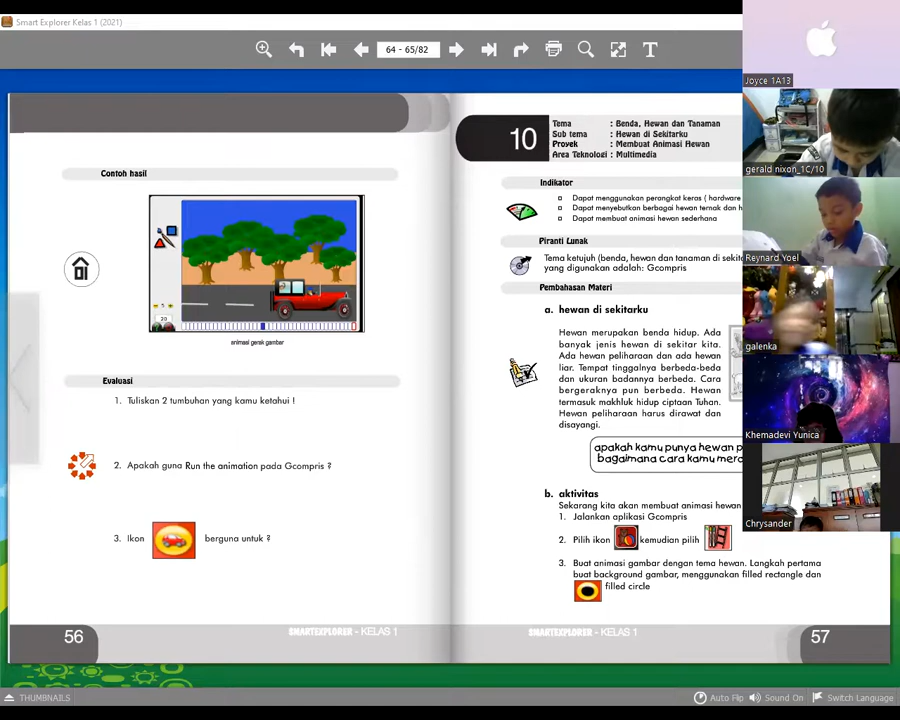 Smart Explorer Kelas 1 (2021)
64 - 65/82
T
Contoh hasil
5
20
animasi gerak gambar
Evaluasi
1. Tuliskan 2 tumbuhan yang kamu ketahui !
2. Apakah guna Run the animation pada Gcompris ?
3. Ikon berguna untuk ?
56
SMARTEXPLORER - KELAS 1
10
Tema : Benda, Hewan dan Tanaman
Sub tema : Hewan di Sekitarku
Proyek : Membuat Animasi Hewan
Area Teknologi : Multimedia
Indikator
Dapat menggunakan perangkat keras ( hardware
Dapat menyebutkan berbagai hewan ternak dan
Dapat membuat animasi hewan sederhana
Piranti Lunak
Tema ketujuh (benda, hewan dan tanaman di
yang digunakan adalah: Gcompris
Pembahasan Materi
a. hewan di sekitarku
Hewan merupakan benda hidup. Ada
banyak jenis hewan di sekitar kita.
Ada hewan peliharaan dan ada hewan
liar. Tempat tinggalnya berbeda-beda
dan ukuran badannya berbeda. Cara
bergeraknya pun berbeda. Hewan
termasuk makhluk hidup ciptaan Tuhan.
Hewan peliharaan harus dirawat dan
disayangi.
apakah kamu punya hewan
bagaimana cara kamu
b. aktivitas
Sekarang kita akan membuat animasi hewan
1. Jalankan aplikasi Gcompris
2. Pilih ikon kemudian pilih
3. Buat animasi gambar dengan tema hewan. Langkah pertama
buat background gambar, menggunakan filled rectangle dan
filled circle
SMARTEXPLORER - KELAS 1
57
Joyce 1A13
gerald nixon_1C/10
Reynard Yoel
galenka
Khemadevi Yunica
Chrysander
THUMBNAILS
Auto Flip
Sound On
Switch Language